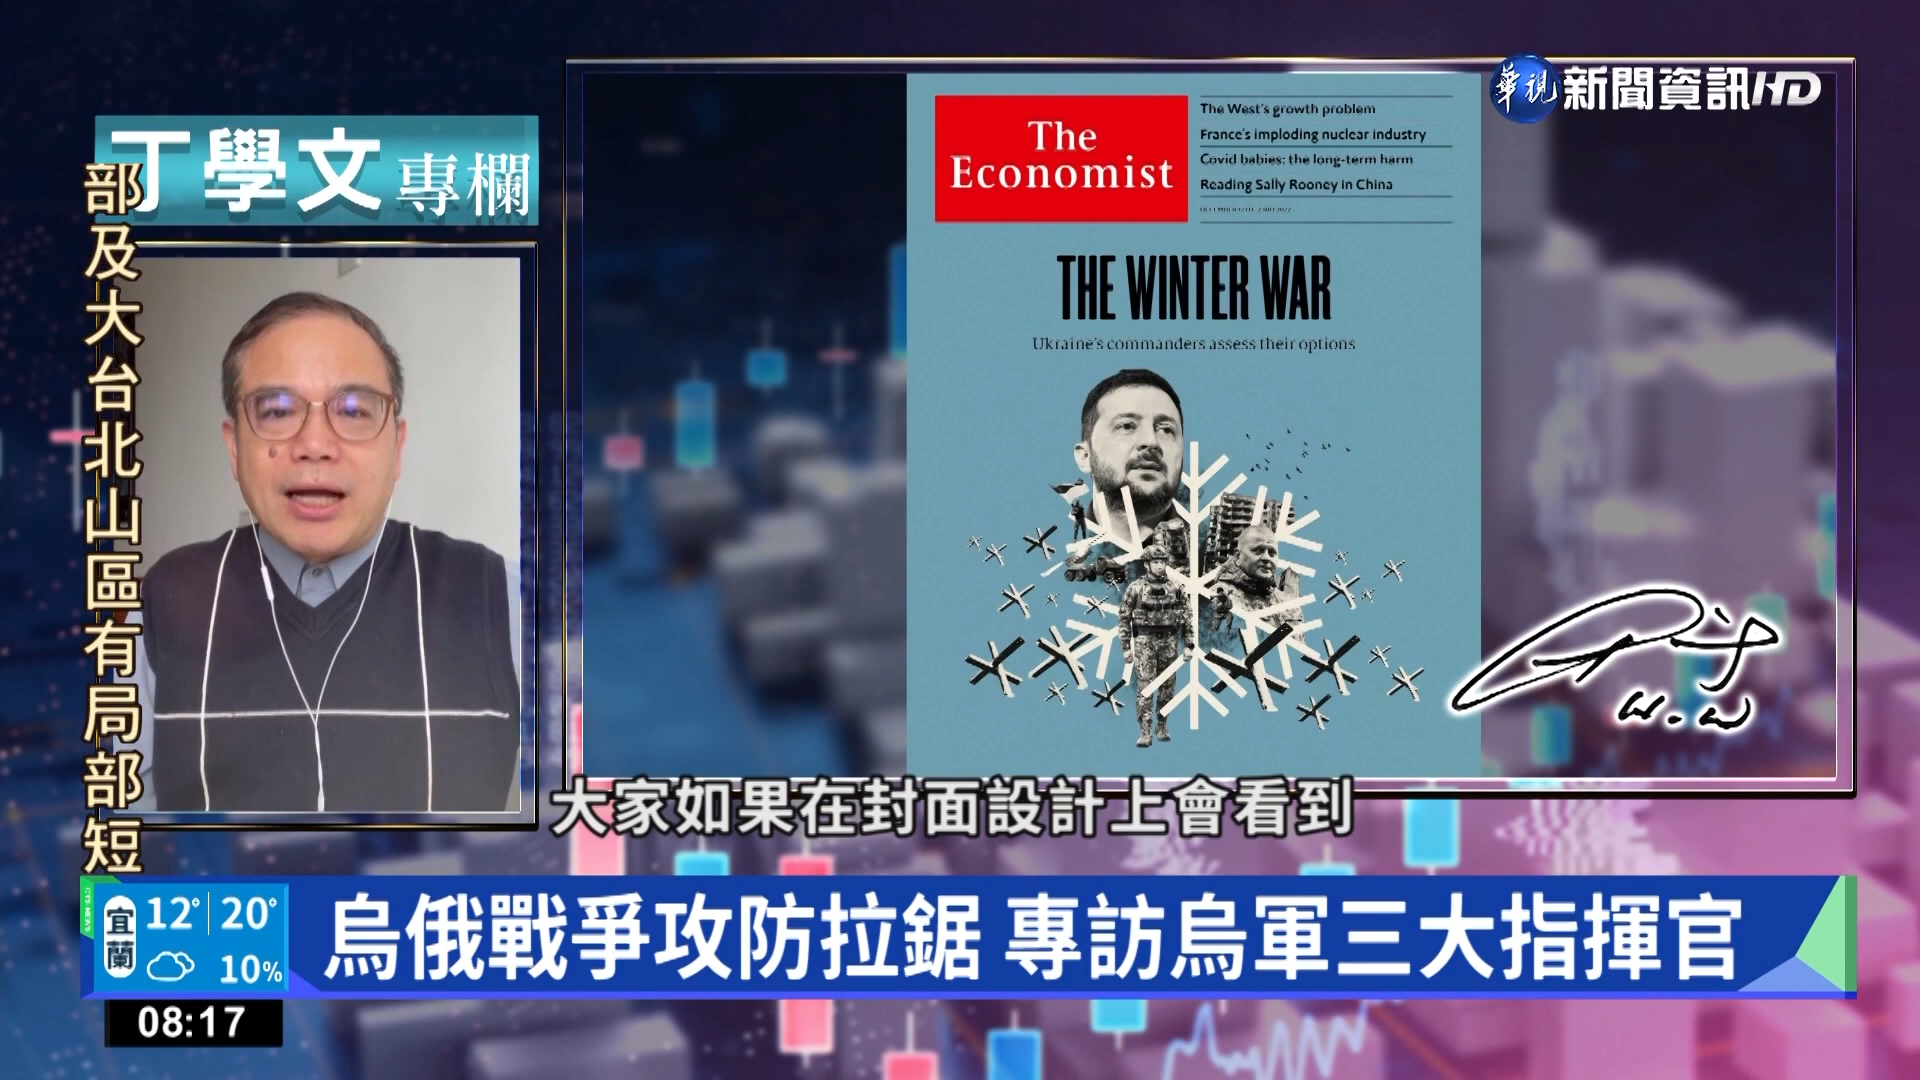 華視新聞資訊HD
丁學文專欄
部及大台北山區有局部短
The Economist
The West's growth problem
France's imploding nuclear industry
Covid babies: the long-term harm
Reading Sally Rooney in China
THE WINTER WAR
Ukraine's commanders assess their options
W.W
大家如果在封面設計上會看到
CTS NEWS
宜蘭
12° 20°
10%
烏俄戰爭攻防拉鋸 專訪烏軍三大指揮官
08:17